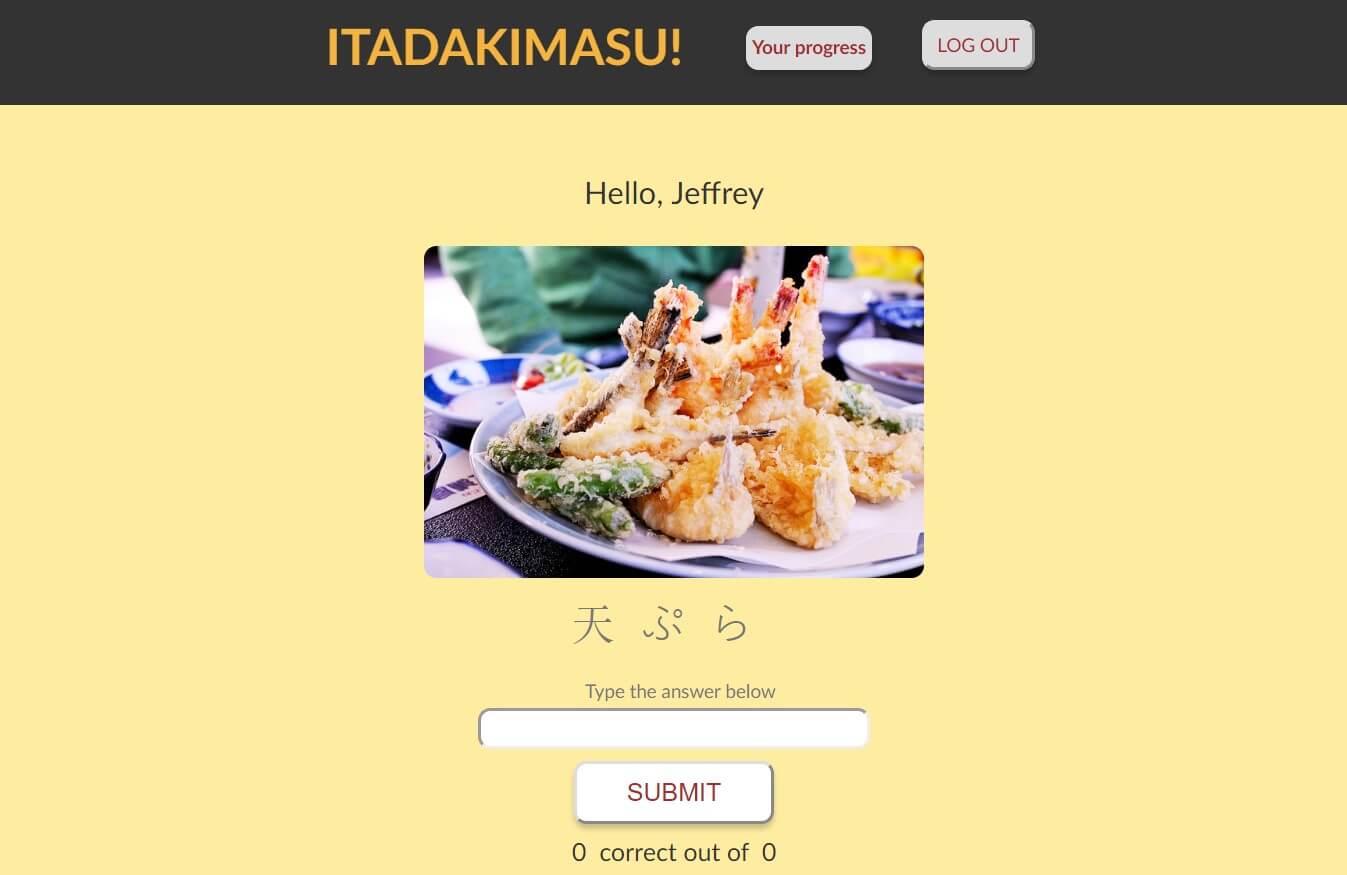 ITADAKIMASU!
Your progress
LOG OUT
Hello, Jeffrey
天 ぷ ら
Type the answer below
SUBMIT
0 correct out of 0